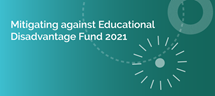 Mitigating against Educational
Disadvantage Fund 2021